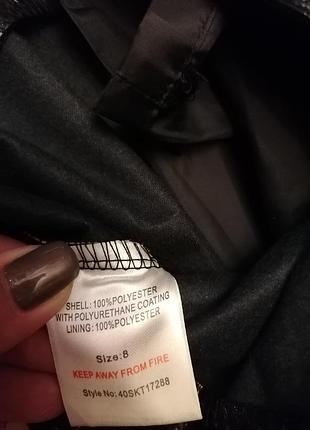 SHELL: 100%POLYESTER
WITH POLYURETHANE COATING
LINING: 100%POLYESTER
Size:8
KEEP AWAY FROM FIRE
Style No: 40SKT17288